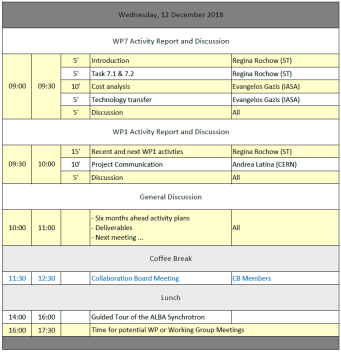 Wednesday, 12 December 2018
WP7 Activity Report and Discussion
09:00 09:30 5' Introduction Regina Rochow (ST)
5' Task 7.1 & 7.2 Regina Rochow (ST)
10' Cost analysis Evangelos Gazis (IASA)
5' Technology transfer Evangelos Gazis (IASA)
5' Discussion All
WP1 Activity Report and Discussion
09:30 10:00 15' Recent and next WP1 activties Regina Rochow (ST)
10' Project Communication Andrea Latina (CERN)
5' Discussion All
General Discussion
10:00 11:00 - Six months ahead activity plans
- Deliverables All
- Next meeting ...
Coffee Break
11:30 12:30 Collaboration Board Meeting CB Members
Lunch
14:00 16:00 Guided Tour of the ALBA Synchrotron
16:00 17:30 Time for potential WP or Working Group Meetings